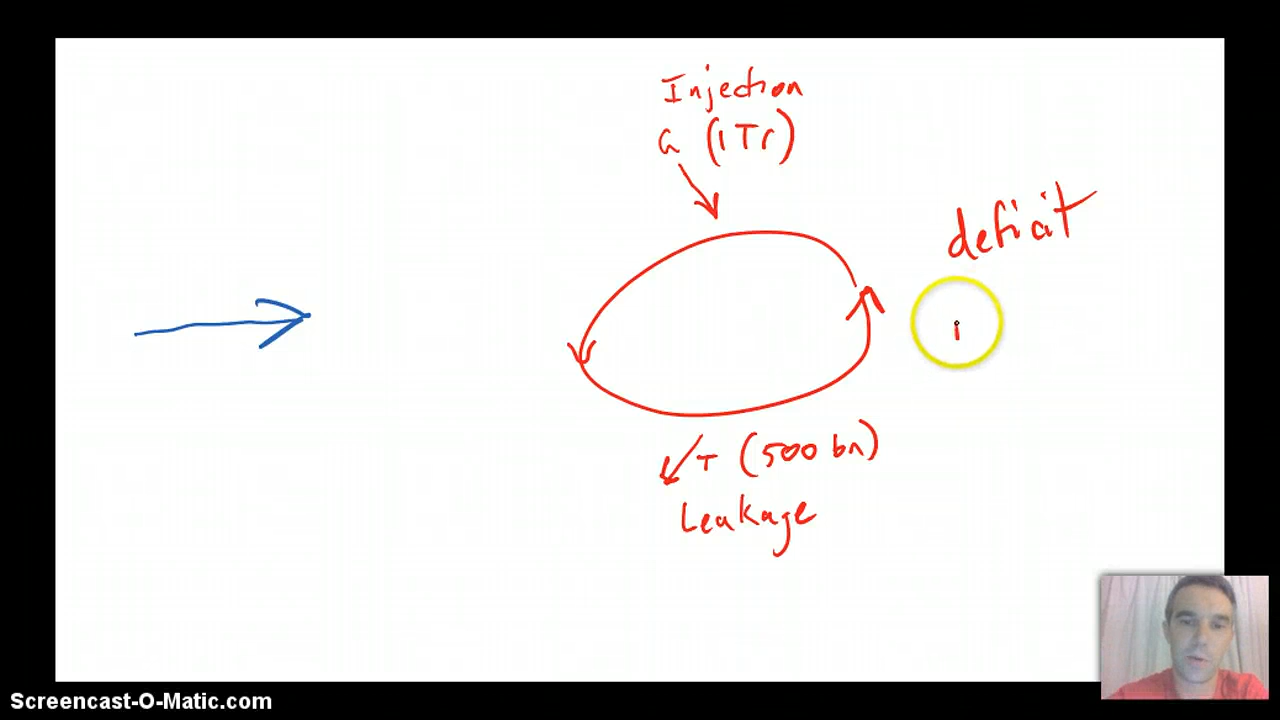 Injection
G (1Tr)
deficit
T (500 bn)
Leakage
Screencast-O-Matic.com